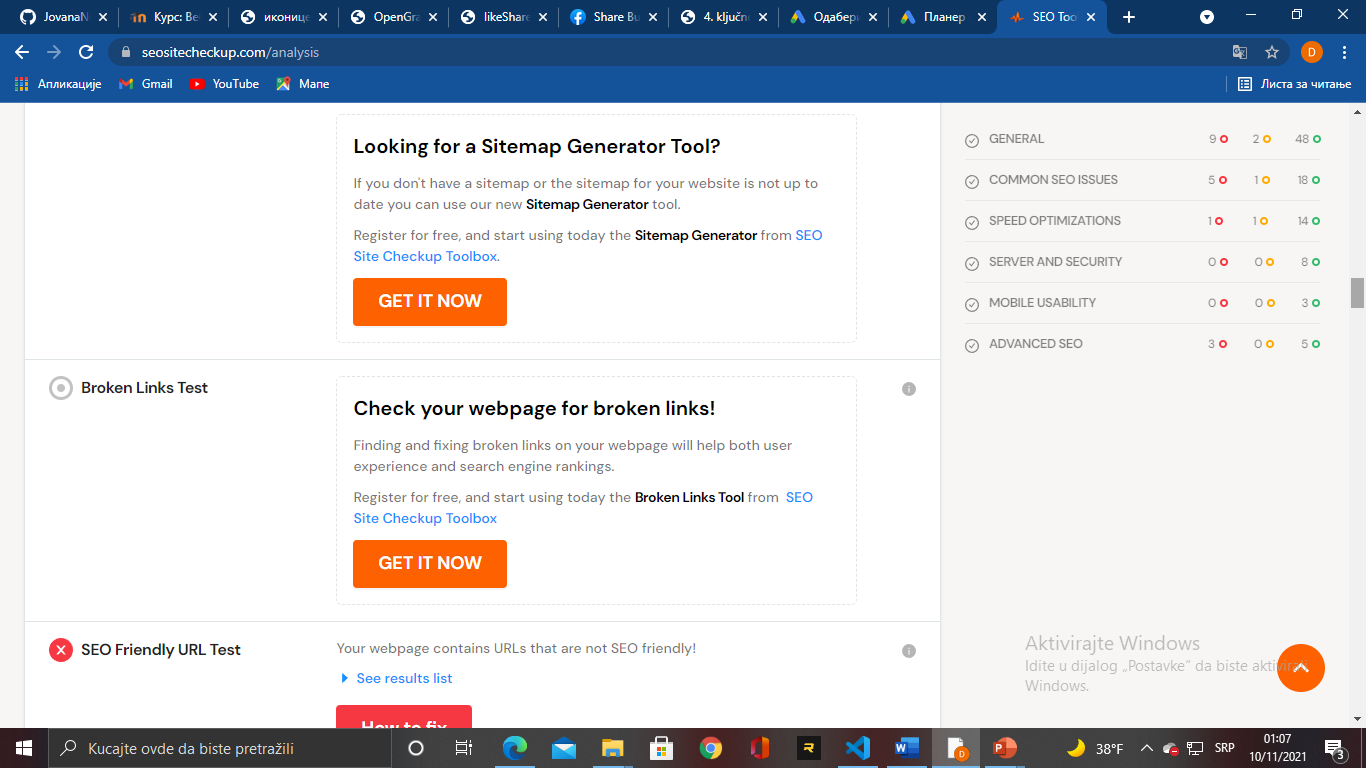 JovanaN
Курс: Ве
иконице
OpenGra
likeShare
Share Bu
4. ključn
Одабери
Планер
SEO Too
seositecheckup.com/analysis
D
Апликације
Gmail
YouTube
Мапе
Листа за читање
Looking for a Sitemap Generator Tool?
If you don't have a sitemap or the sitemap for your website is not up to
date you can use our new Sitemap Generator tool.
Register for free, and start using today the Sitemap Generator from SEO
Site Checkup Toolbox.
GET IT NOW
Broken Links Test
Check your webpage for broken links!
Finding and fixing broken links on your webpage will help both user
experience and search engine rankings.
Register for free, and start using today the Broken Links Tool from SEO
Site Checkup Toolbox
GET IT NOW
SEO Friendly URL Test
Your webpage contains URLs that are not SEO friendly!
See results list
How to fix
GENERAL 9 2 48
COMMON SEO ISSUES 5 1 18
SPEED OPTIMIZATIONS 1 1 14
SERVER AND SECURITY 0 0 8
MOBILE USABILITY 0 0 3
ADVANCED SEO 3 0 5
Aktivirajte Windows
Idite u dijalog „Postavke“ da biste aktivirali
Windows.
Kucajte ovde da biste pretražili
38°F
SRP
01:07
10/11/2021
3